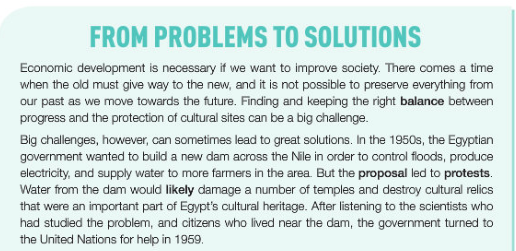 FROM PROBLEMS TO SOLUTIONS
Economic development is necessary if we want to improve society. There comes a time
when the old must give way to the new, and it is not possible to preserve everything from
our past as we move towards the future. Finding and keeping the right balance between
progress and the protection of cultural sites can be a big challenge.
Big challenges, however, can sometimes lead to great solutions. In the 1950s, the Egyptian
government wanted to build a new dam across the Nile in order to control floods, produce
electricity, and supply water to more farmers in the area. But the proposal led to protests.
Water from the dam would likely damage a number of temples and destroy cultural relics
that were an important part of Egypt's cultural heritage. After listening to the scientists who
had studied the problem, and citizens who lived near the dam, the government turned to
the United Nations for help in 1959.